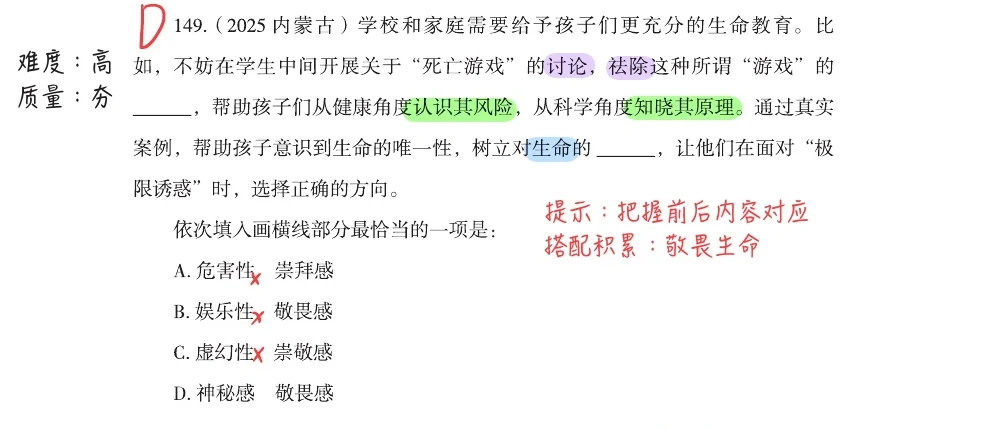 D
难度：高
质量：夯
149.（2025 内蒙古）学校和家庭需要给予孩子们更充分的生命教育。比
如，不妨在学生中间开展关于“死亡游戏”的讨论，祛除这种所谓“游戏”的
______，帮助孩子们从健康角度认识其风险，从科学角度知晓其原理。通过真实
案例，帮助孩子意识到生命的唯一性，树立对生命的 ______，让他们在面对“极
限诱惑”时，选择正确的方向。
依次填入画横线部分最恰当的一项是：
提示：把握前后内容对应
搭配积累：敬畏生命
A. 危害性× 崇拜感
B. 娱乐性× 敬畏感
C. 虚幻性× 崇敬感
D. 神秘感 敬畏感